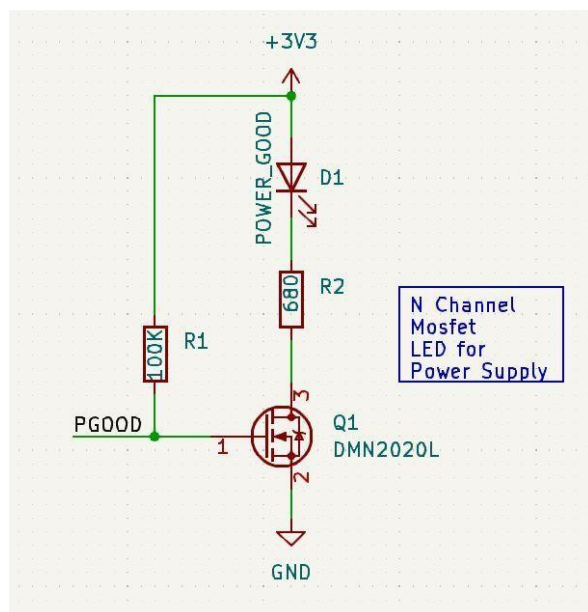 +3V3
POWER_GOOD
D1
680
R2
100K
R1
N Channel
Mosfet
LED for
Power Supply
3
PGOOD
1
Q1
DMN2020L
2
GND